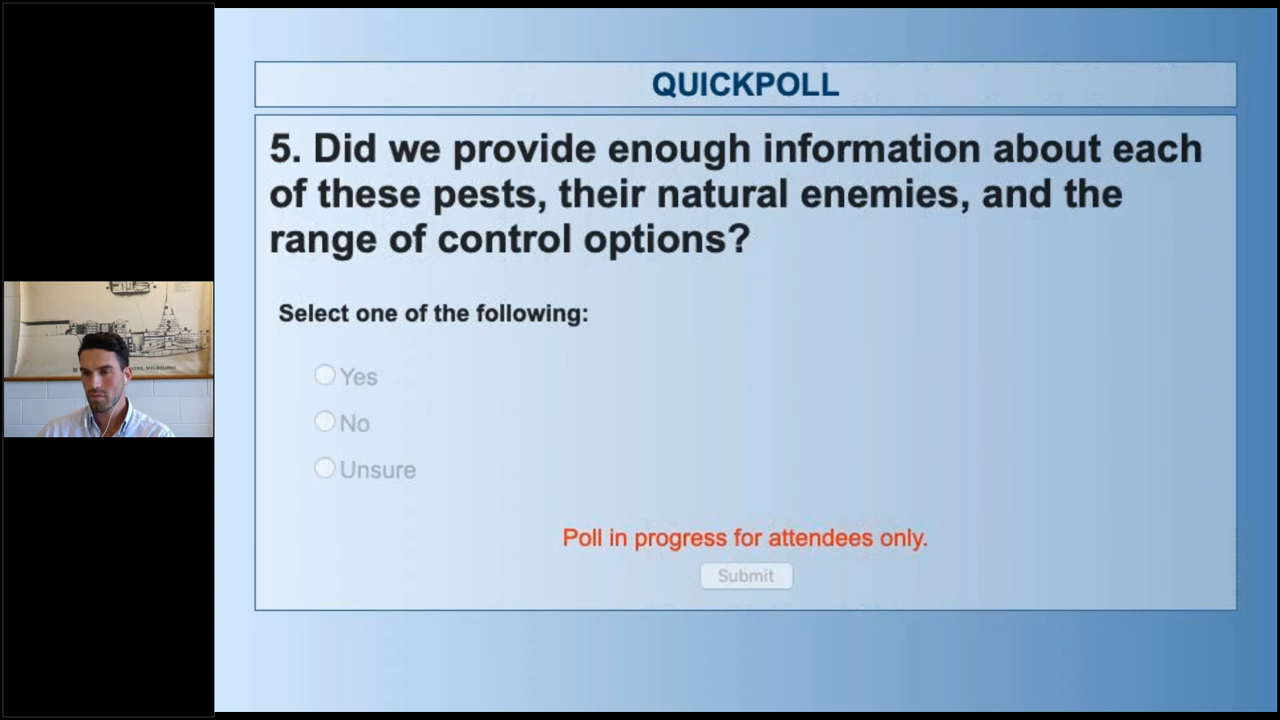 QUICKPOLL
5. Did we provide enough information about each
of these pests, their natural enemies, and the
range of control options?
Select one of the following:
Yes
No
Unsure
Poll in progress for attendees only.
Submit
MELBOURNE